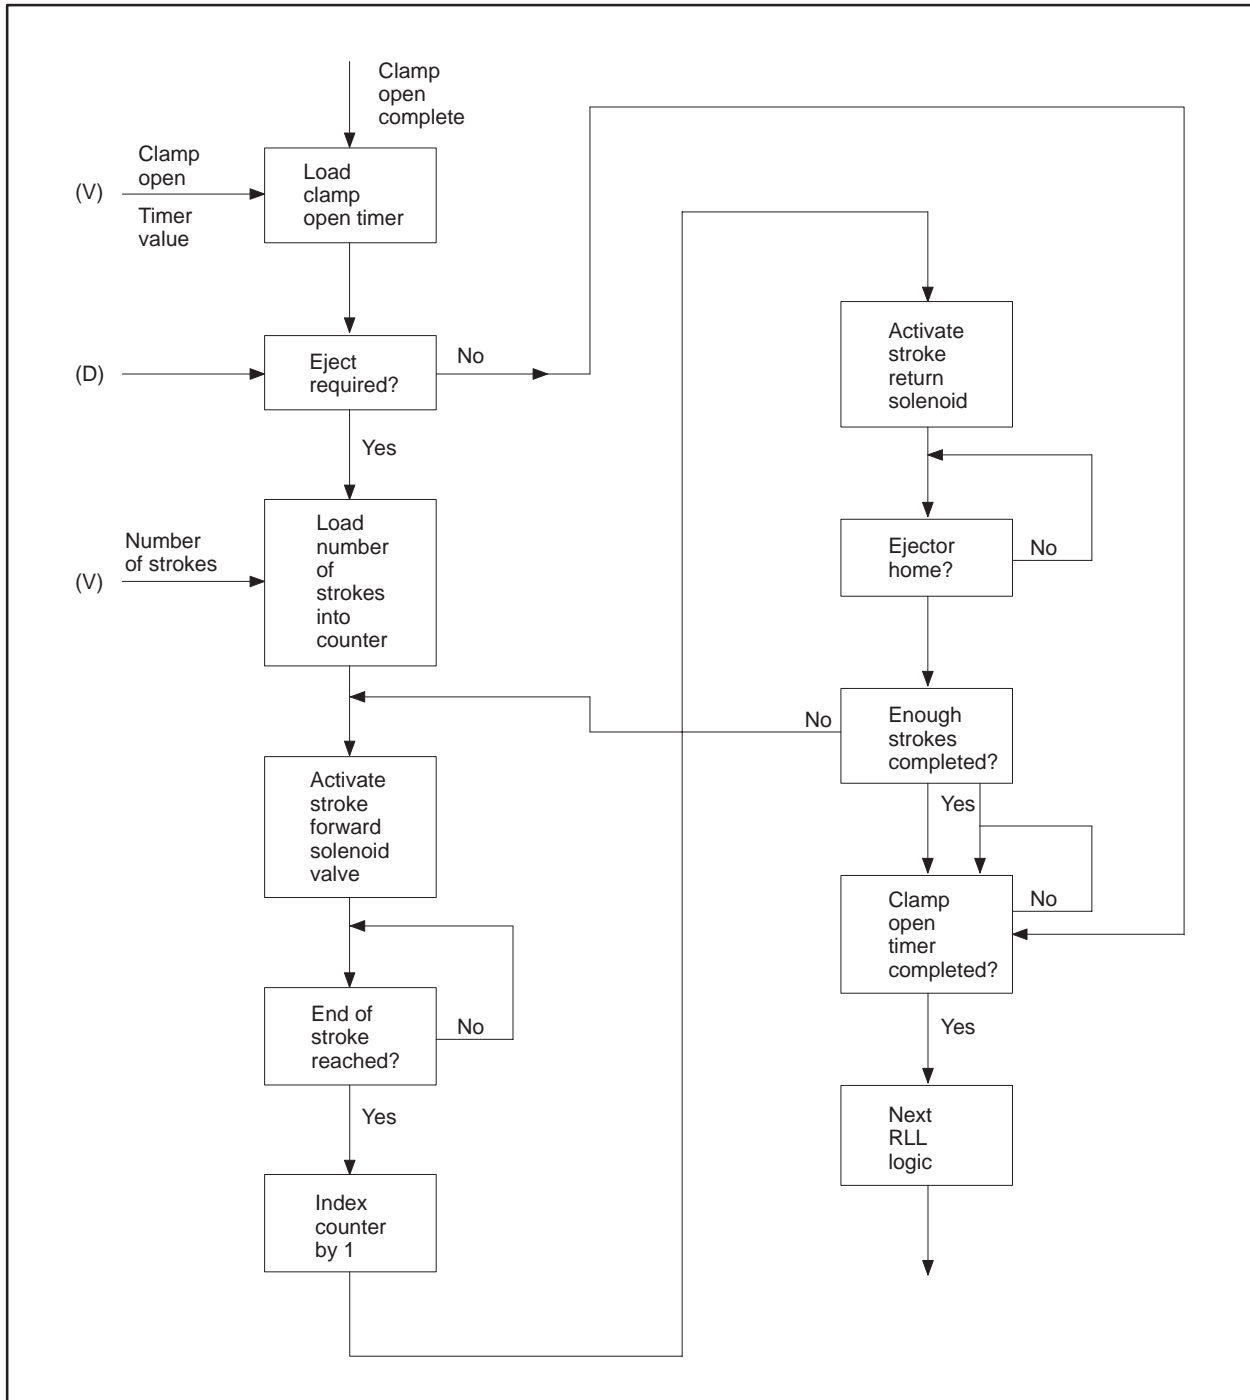 Clamp
open
complete
Clamp
open
(V)
Timer
value
Load
clamp
open timer
(D)
Eject
required?
No
Yes
Number
of strokes
(V)
Load
number
of
strokes
into
counter
Activate
stroke
forward
solenoid
valve
End of
stroke
reached?
No
Yes
Index
counter
by 1
Activate
stroke
return
solenoid
Ejector
home?
No
Enough
strokes
completed?
No
Yes
Clamp
open
timer
completed?
No
Yes
Next
RLL
logic